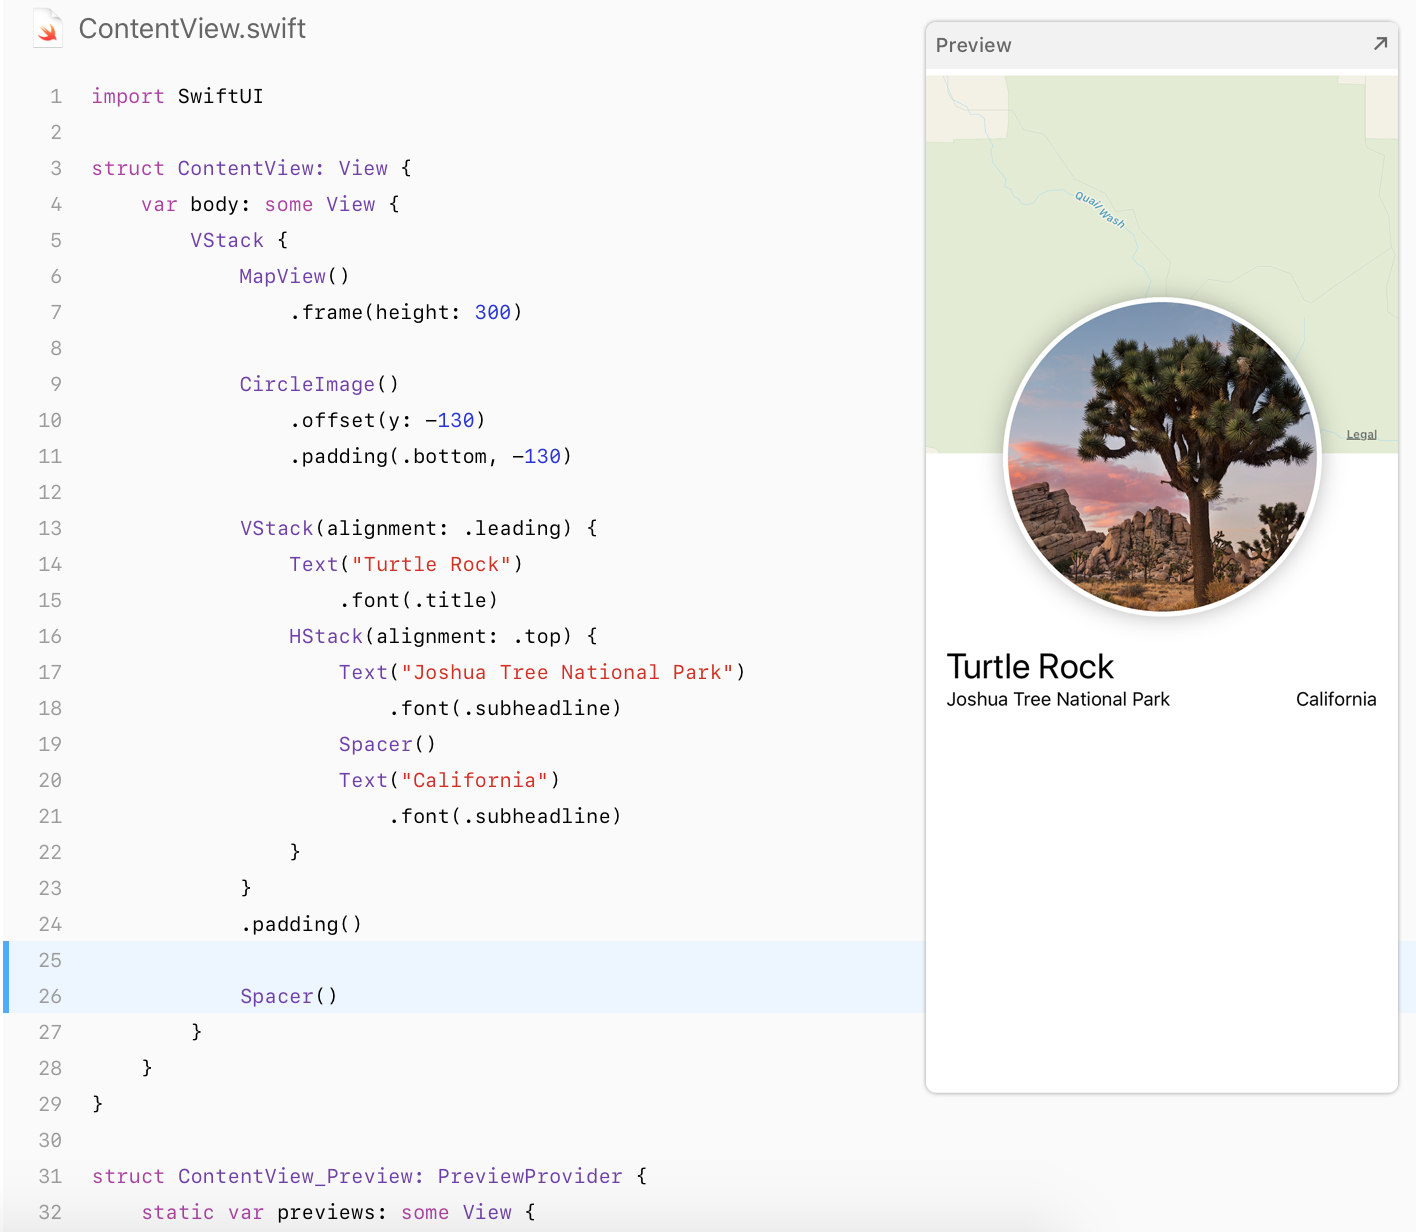 ContentView.swift
1 import SwiftUI
2
3 struct ContentView: View {
4     var body: some View {
5         VStack {
6             MapView()
7                 .frame(height: 300)
8
9             CircleImage()
10                 .offset(y: -130)
11                 .padding(.bottom, -130)
12
13             VStack(alignment: .leading) {
14                 Text("Turtle Rock")
15                     .font(.title)
16                 HStack(alignment: .top) {
17                     Text("Joshua Tree National Park")
18                         .font(.subheadline)
19                     Spacer()
20                     Text("California")
21                         .font(.subheadline)
22                 }
23             }
24             .padding()
25
26             Spacer()
27         }
28     }
29 }
30
31 struct ContentView_Preview: PreviewProvider {
32     static var previews: some View {
Preview
Quail Wash
Legal
Turtle Rock
Joshua Tree National Park California